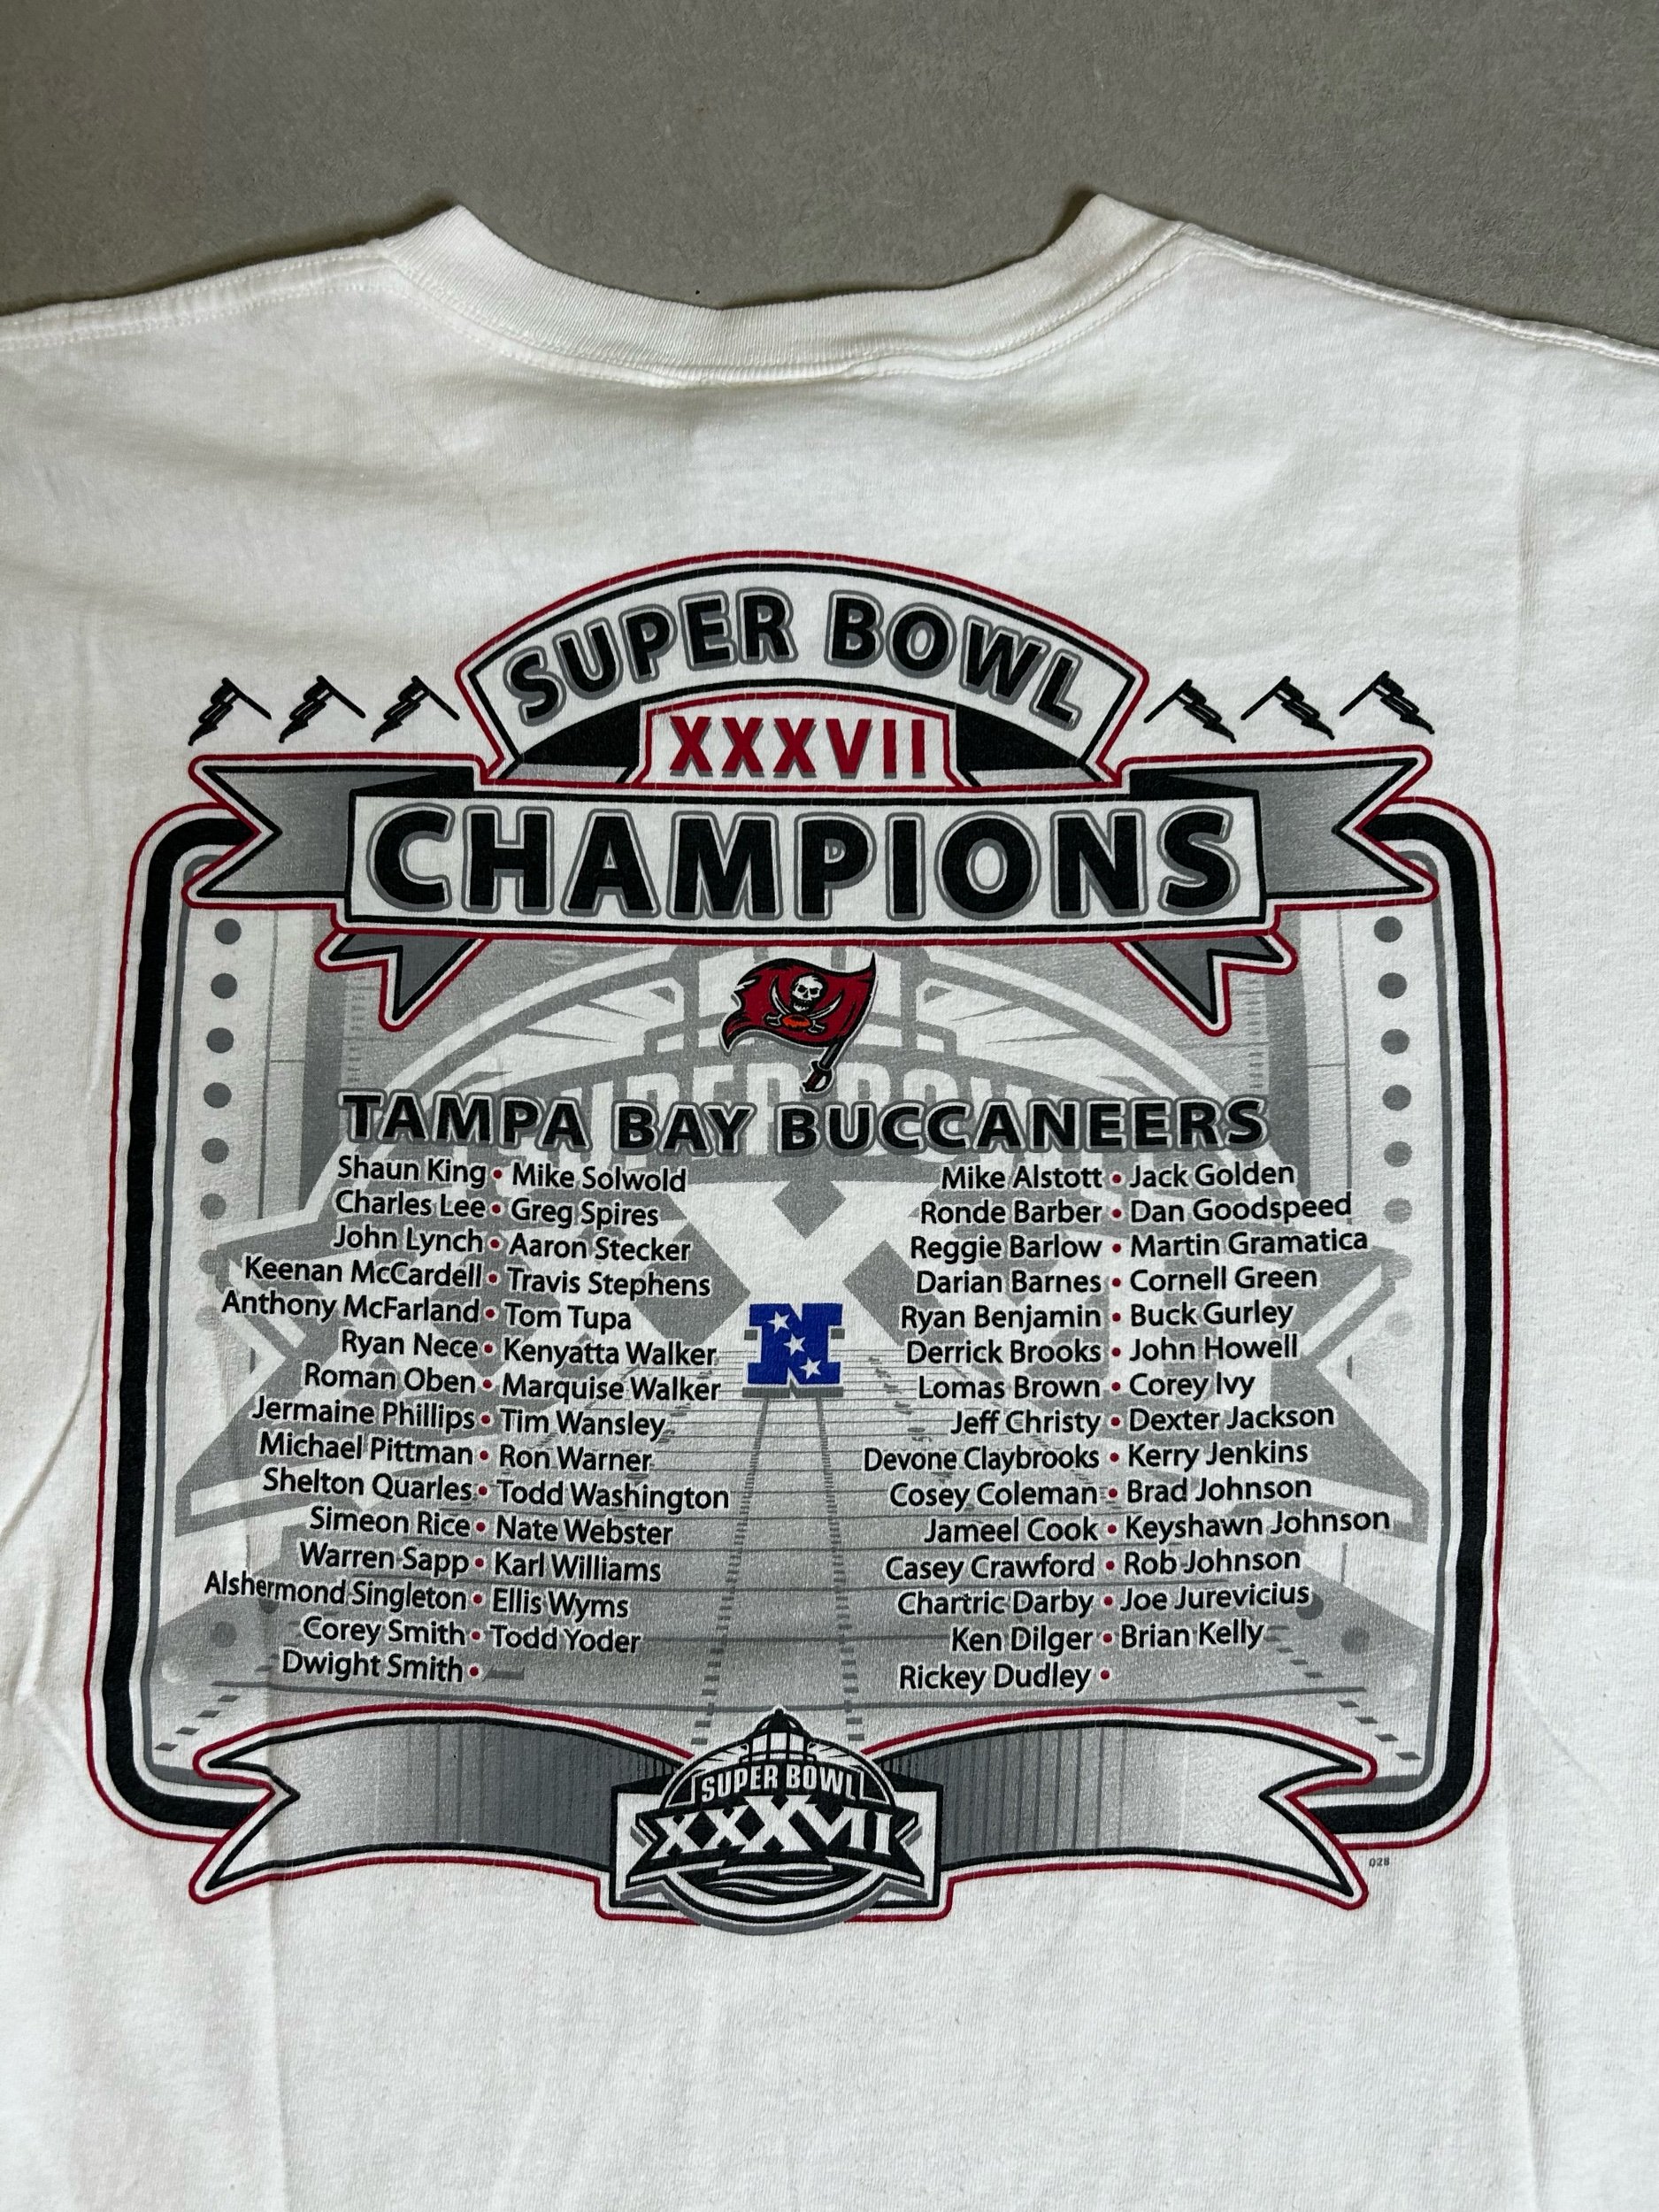 SUPER BOWL
XXXVII
CHAMPIONS
TAMPA BAY BUCCANEERS
Shaun King • Mike Solwold
Charles Lee • Greg Spires
John Lynch • Aaron Stecker
Keenan McCardell • Travis Stephens
Anthony McFarland • Tom Tupa
Ryan Nece • Kenyatta Walker
Roman Oben • Marquise Walker
Jermaine Phillips • Tim Wansley
Michael Pittman • Ron Warner
Shelton Quarles • Todd Washington
Simeon Rice • Nate Webster
Warren Sapp • Karl Williams
Alshermond Singleton • Ellis Wyms
Corey Smith • Todd Yoder
Dwight Smith •
N
Mike Alstott • Jack Golden
Ronde Barber • Dan Goodspeed
Reggie Barlow • Martin Gramatica
Darian Barnes • Cornell Green
Ryan Benjamin • Buck Gurley
Derrick Brooks • John Howell
Lomas Brown • Corey Ivy
Jeff Christy • Dexter Jackson
Devone Claybrooks • Kerry Jenkins
Cosey Coleman • Brad Johnson
Jameel Cook • Keyshawn Johnson
Casey Crawford • Rob Johnson
Chartric Darby • Joe Jurevicius
Ken Dilger • Brian Kelly
Rickey Dudley •
SUPER BOWL
XXXVII
028